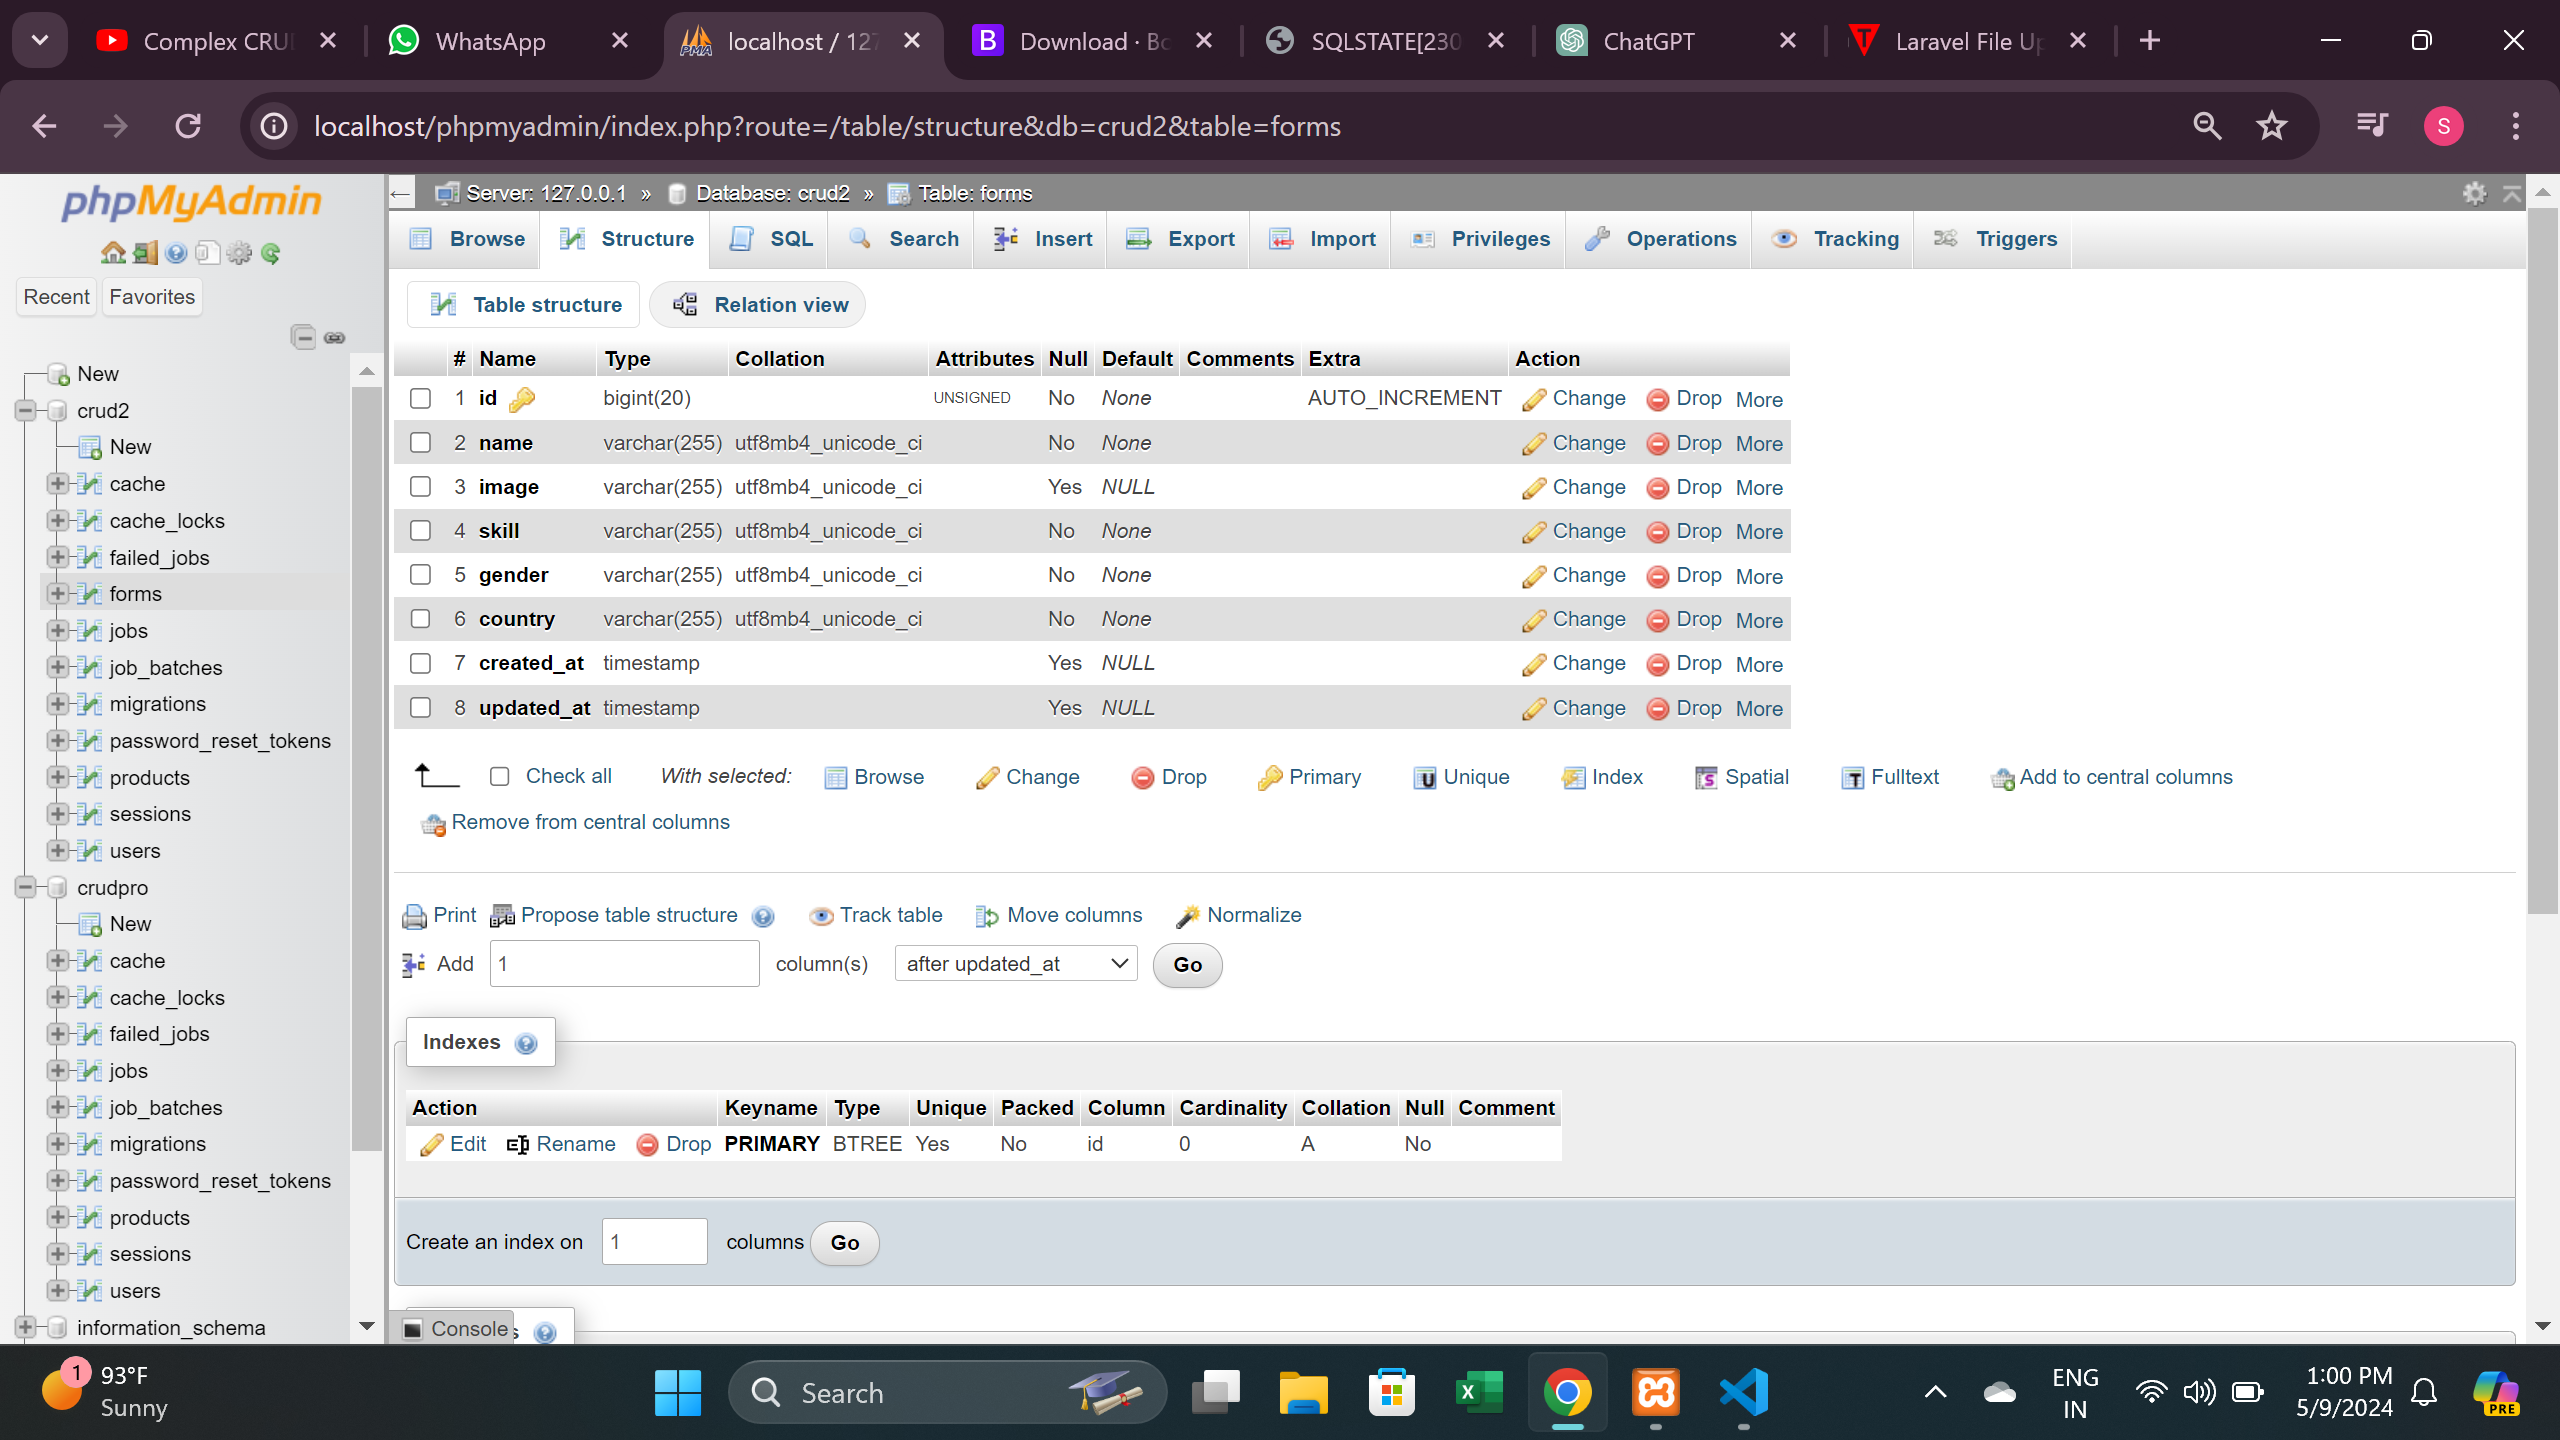 Complex CRU
WhatsApp
localhost / 127
Download · Bo
SQLSTATE[230
ChatGPT
Laravel File Up
localhost/phpmyadmin/index.php?route=/table/structure&db=crud2&table=forms
S
phpMyAdmin
Recent Favorites
New
crud2
New
cache
cache_locks
failed_jobs
forms
jobs
job_batches
migrations
password_reset_tokens
products
sessions
users
crudpro
New
cache
cache_locks
failed_jobs
jobs
job_batches
migrations
password_reset_tokens
products
sessions
users
information_schema
Server: 127.0.0.1 » Database: crud2 » Table: forms
Browse Structure SQL Search Insert Export Import Privileges Operations Tracking Triggers
Table structure Relation view
# Name Type Collation Attributes Null Default Comments Extra Action
1 id bigint(20) UNSIGNED No None AUTO_INCREMENT Change Drop More
2 name varchar(255) utf8mb4_unicode_ci No None Change Drop More
3 image varchar(255) utf8mb4_unicode_ci Yes NULL Change Drop More
4 skill varchar(255) utf8mb4_unicode_ci No None Change Drop More
5 gender varchar(255) utf8mb4_unicode_ci No None Change Drop More
6 country varchar(255) utf8mb4_unicode_ci No None Change Drop More
7 created_at timestamp Yes NULL Change Drop More
8 updated_at timestamp Yes NULL Change Drop More
Check all With selected: Browse Change Drop Primary Unique Index Spatial Fulltext Add to central columns
Remove from central columns
Print Propose table structure Track table Move columns Normalize
Add 1 column(s) after updated_at Go
Indexes
Action Keyname Type Unique Packed Column Cardinality Collation Null Comment
Edit Rename Drop PRIMARY BTREE Yes No id 0 A No
Create an index on 1 columns Go
Console
1
93°F
Sunny
Search
ENG
IN
1:00 PM
5/9/2024
PRE